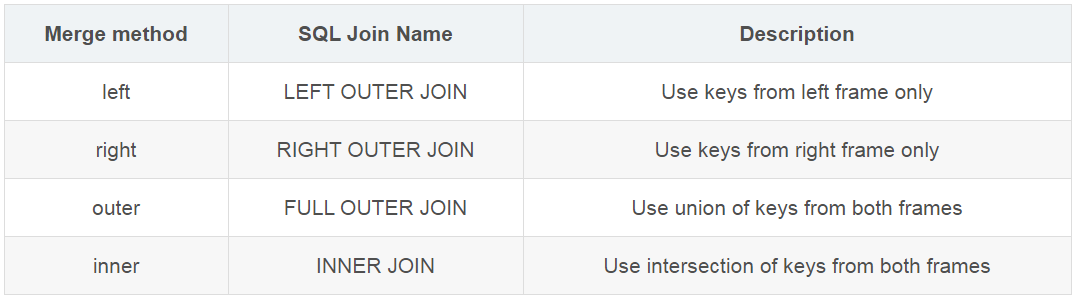 Merge method SQL Join Name Description
left LEFT OUTER JOIN Use keys from left frame only
right RIGHT OUTER JOIN Use keys from right frame only
outer FULL OUTER JOIN Use union of keys from both frames
inner INNER JOIN Use intersection of keys from both frames